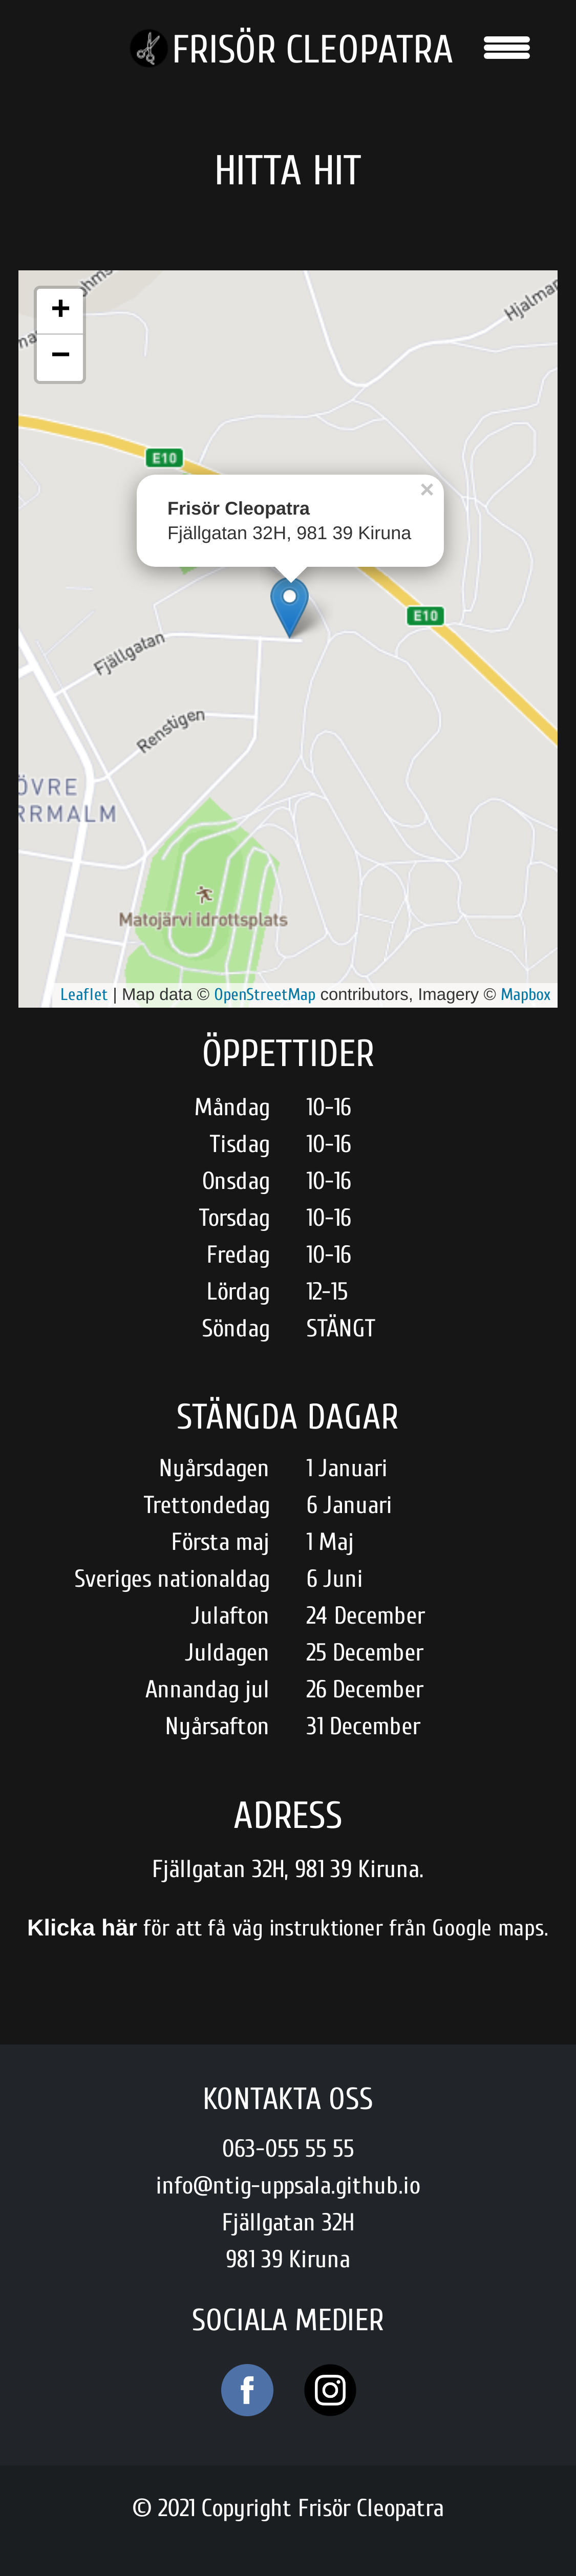 FRISÖR CLEOPATRA
HITTA HIT
+
−
Hjalmar
E10
×
Frisör Cleopatra
Fjällgatan 32H, 981 39 Kiruna
E10
Fjällgatan
Renstigen
ÖVRE
RRMALM
Matojärvi idrottsplats
Leaflet | Map data © OpenStreetMap contributors, Imagery © Mapbox
ÖPPETTIDER
Måndag 10-16
Tisdag 10-16
Onsdag 10-16
Torsdag 10-16
Fredag 10-16
Lördag 12-15
Söndag STÄNGT
STÄNGDA DAGAR
Nyårsdagen 1 Januari
Trettondedag 6 Januari
Första maj 1 Maj
Sveriges nationaldag 6 Juni
Julafton 24 December
Juldagen 25 December
Annandag jul 26 December
Nyårsafton 31 December
ADRESS
Fjällgatan 32H, 981 39 Kiruna.
Klicka här för att få väg instruktioner från Google maps.
KONTAKTA OSS
063-055 55 55
info@ntig-uppsala.github.io
Fjällgatan 32H
981 39 Kiruna
SOCIALA MEDIER
© 2021 Copyright Frisör Cleopatra